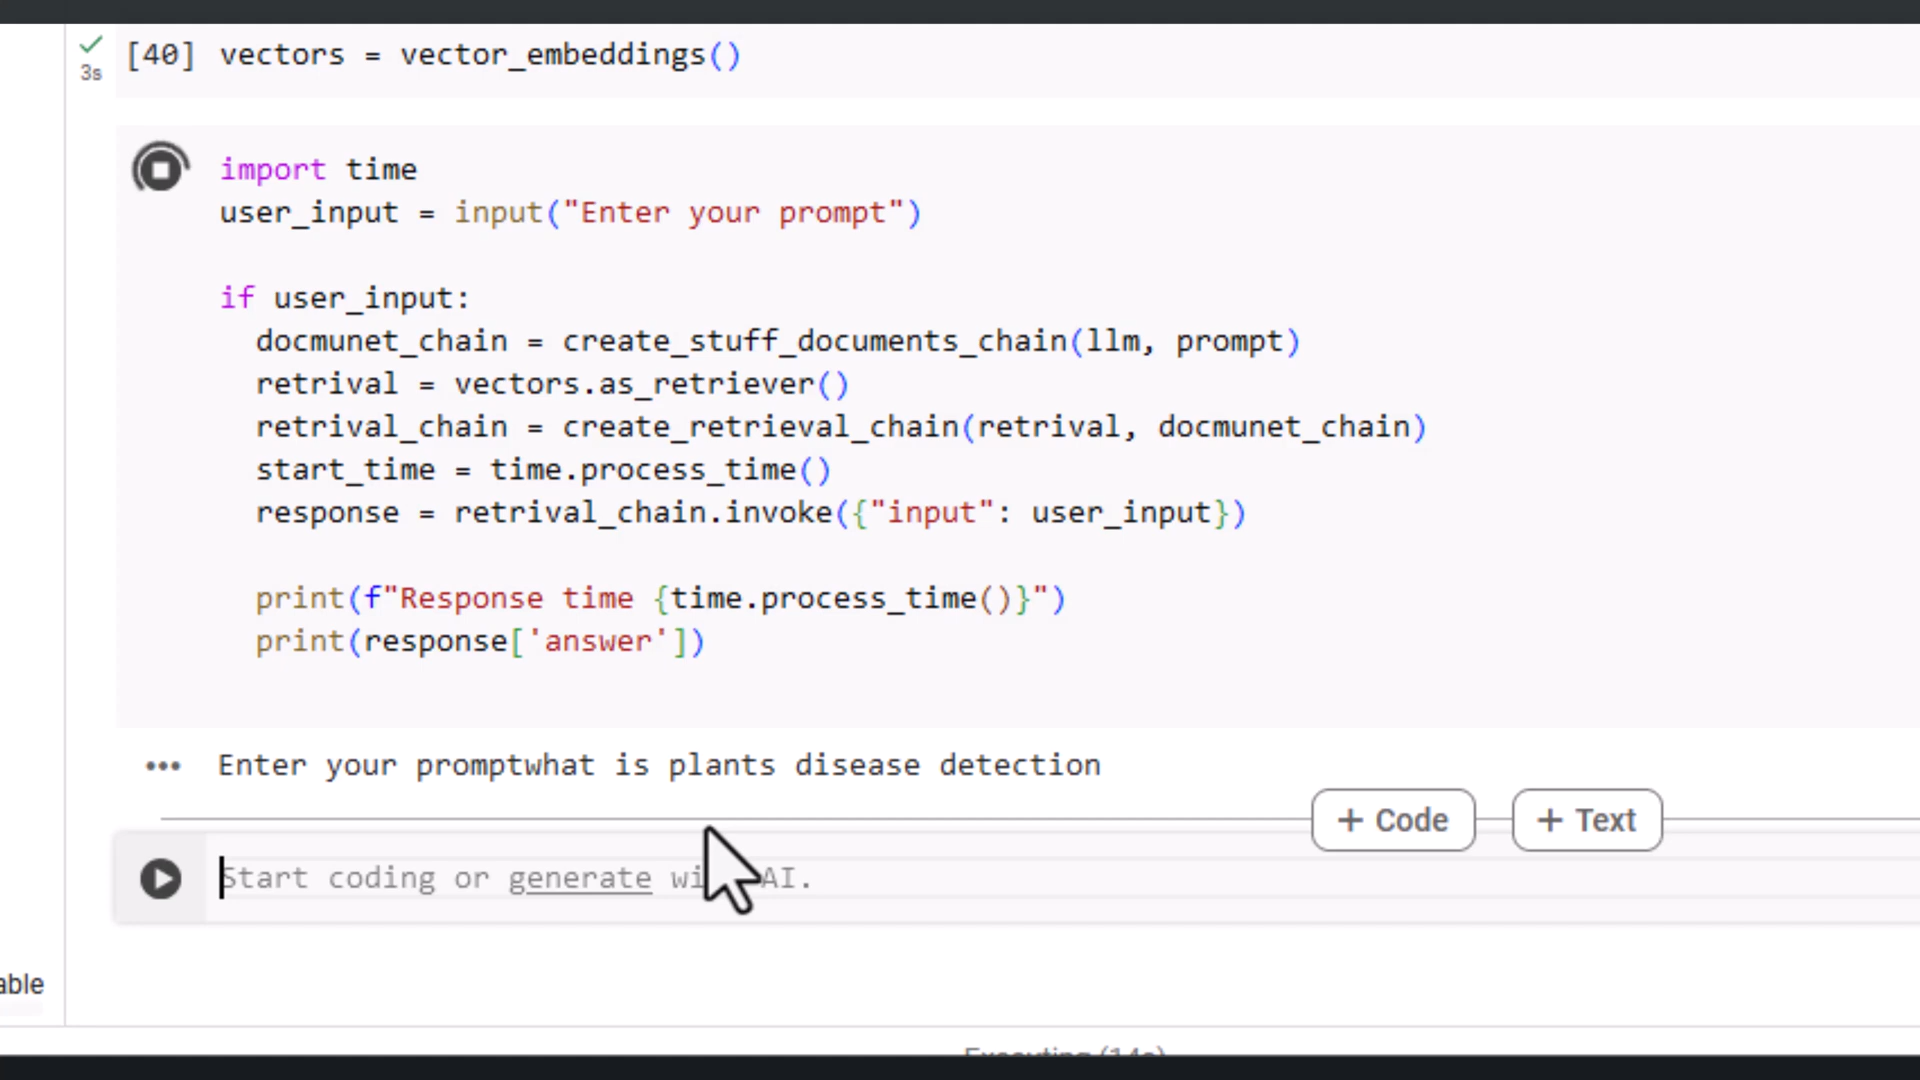 [40] vectors = vector_embeddings()
3s
import time
user_input = input("Enter your prompt")
if user_input:
docmunet_chain = create_stuff_documents_chain(llm, prompt)
retrival = vectors.as_retriever()
retrival_chain = create_retrieval_chain(retrival, docmunet_chain)
start_time = time.process_time()
response = retrival_chain.invoke({"input": user_input})
print(f"Response time {time.process_time()}")
print(response['answer'])
Enter your promptwhat is plants disease detection
+ Code + Text
Start coding or generate wi AI.
able
Executing (14s)